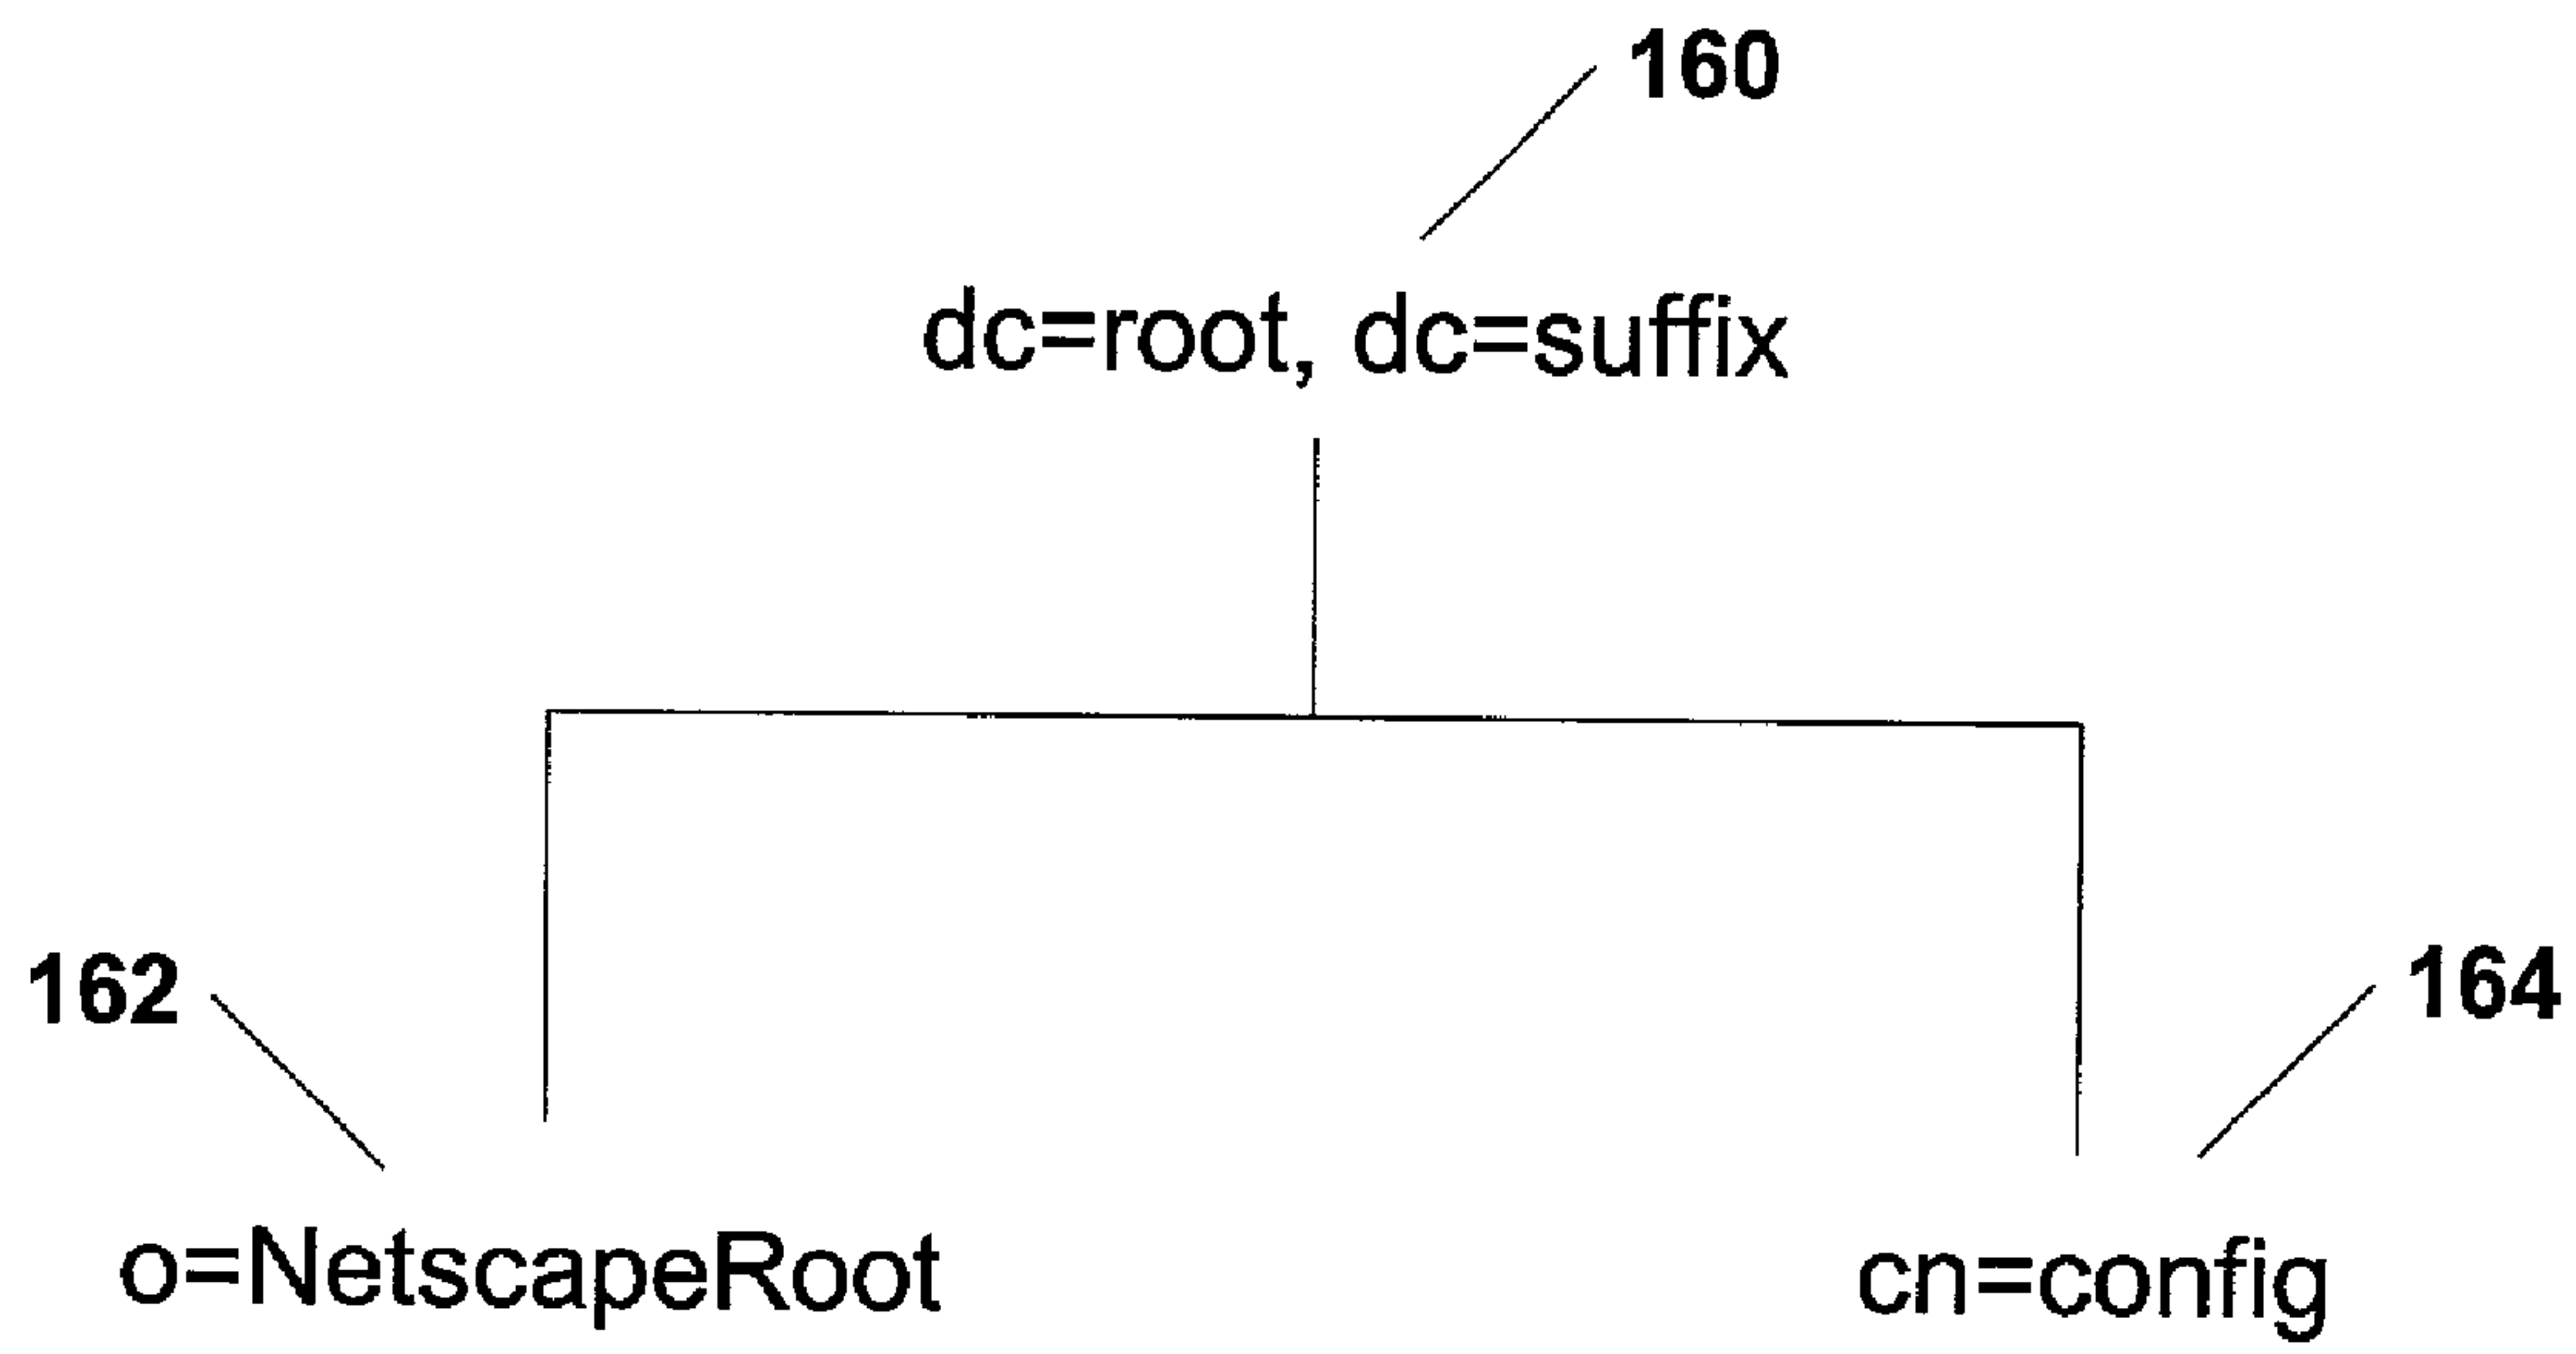 160
dc=root, dc=suffix
162
164
o=NetscapeRoot
cn=config